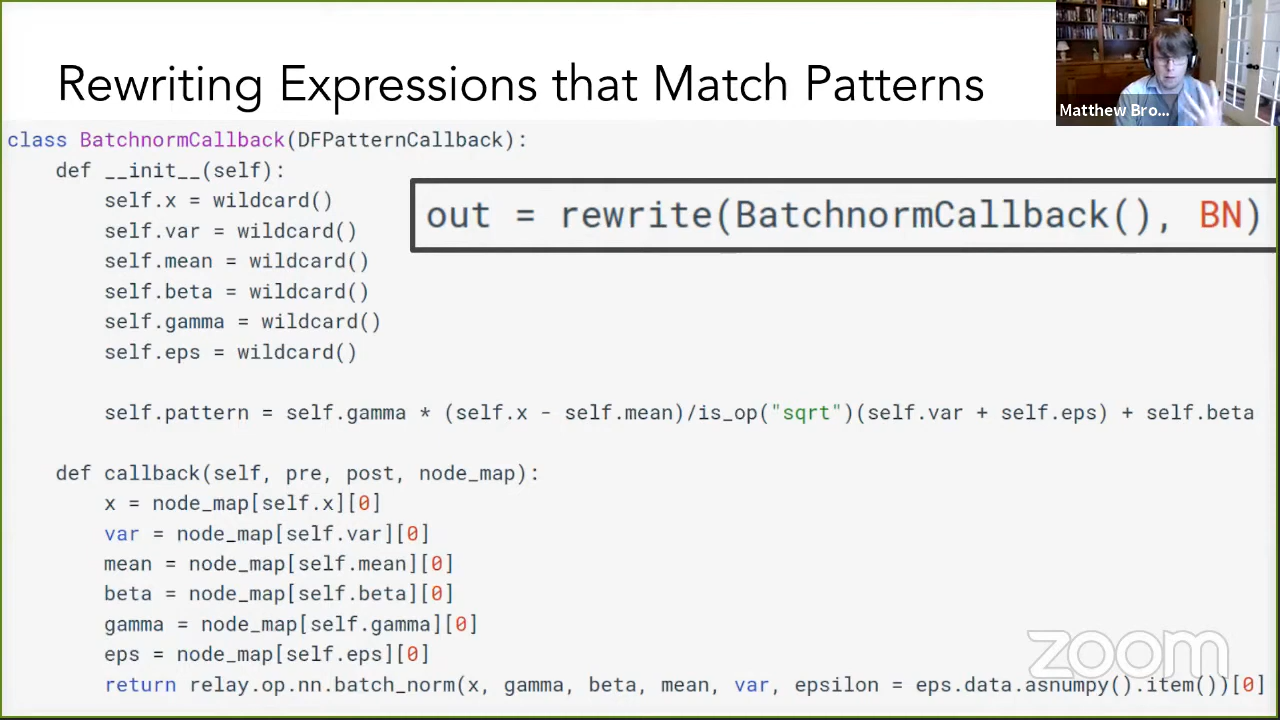 Rewriting Expressions that Match Patterns
Matthew Bro...
class BatchnormCallback(DFPatternCallback):
    def __init__(self):
        self.x = wildcard()
        self.var = wildcard()
        self.mean = wildcard()
        self.beta = wildcard()
        self.gamma = wildcard()
        self.eps = wildcard()
out = rewrite(BatchnormCallback(), BN)
        self.pattern = self.gamma * (self.x - self.mean)/is_op("sqrt")(self.var + self.eps) + self.beta
    def callback(self, pre, post, node_map):
        x = node_map[self.x][0]
        var = node_map[self.var][0]
        mean = node_map[self.mean][0]
        beta = node_map[self.beta][0]
        gamma = node_map[self.gamma][0]
        eps = node_map[self.eps][0]
        return relay.op.nn.batch_norm(x, gamma, beta, mean, var, epsilon = eps.data.asnumpy().item())[0]
zoom